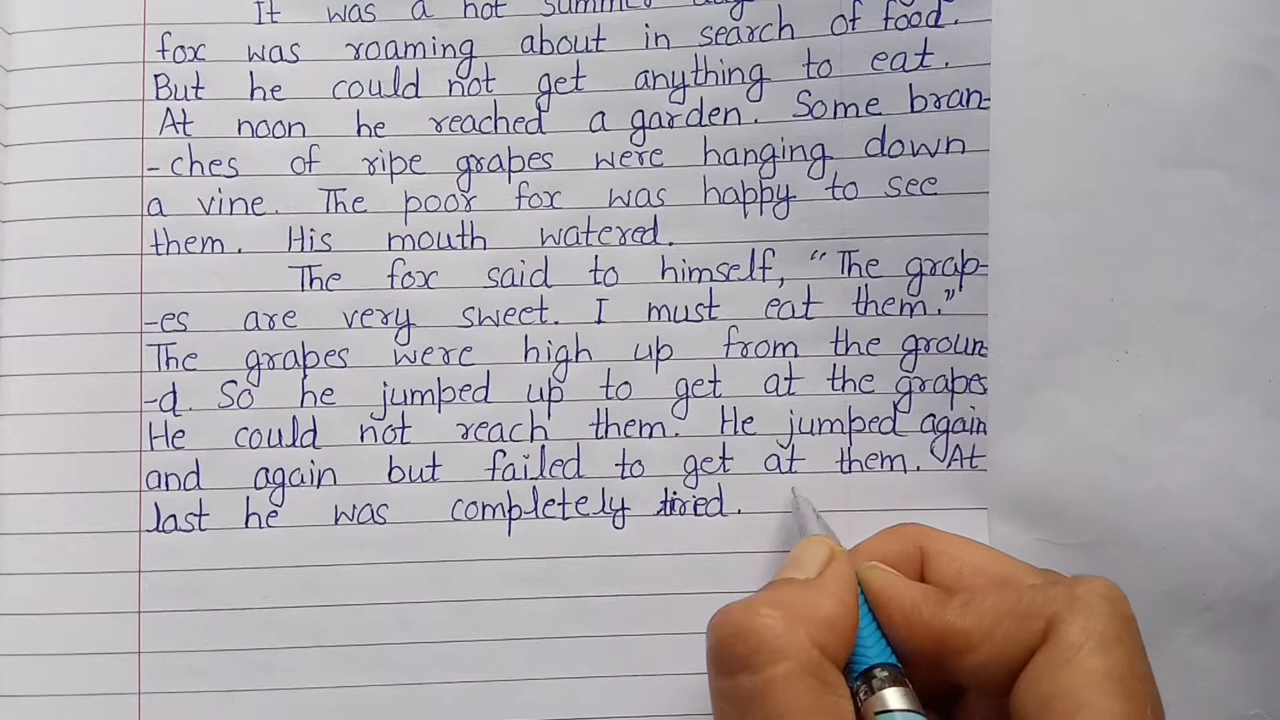 It was a hot summer day
fox was roaming about in search of food.
But he could not get anything to eat.
At noon he reached a garden. Some bran-
-ches of ripe grapes were hanging down
a vine. The poor fox was happy to see
them. His mouth watered.
The fox said to himself, “The grap-
-es are very sweet. I must eat them.”
The grapes were high up from the groun
-d. So he jumped up to get at the grapes
He could not reach them. He jumped again
and again but failed to get at them. At
last he was completely tired.